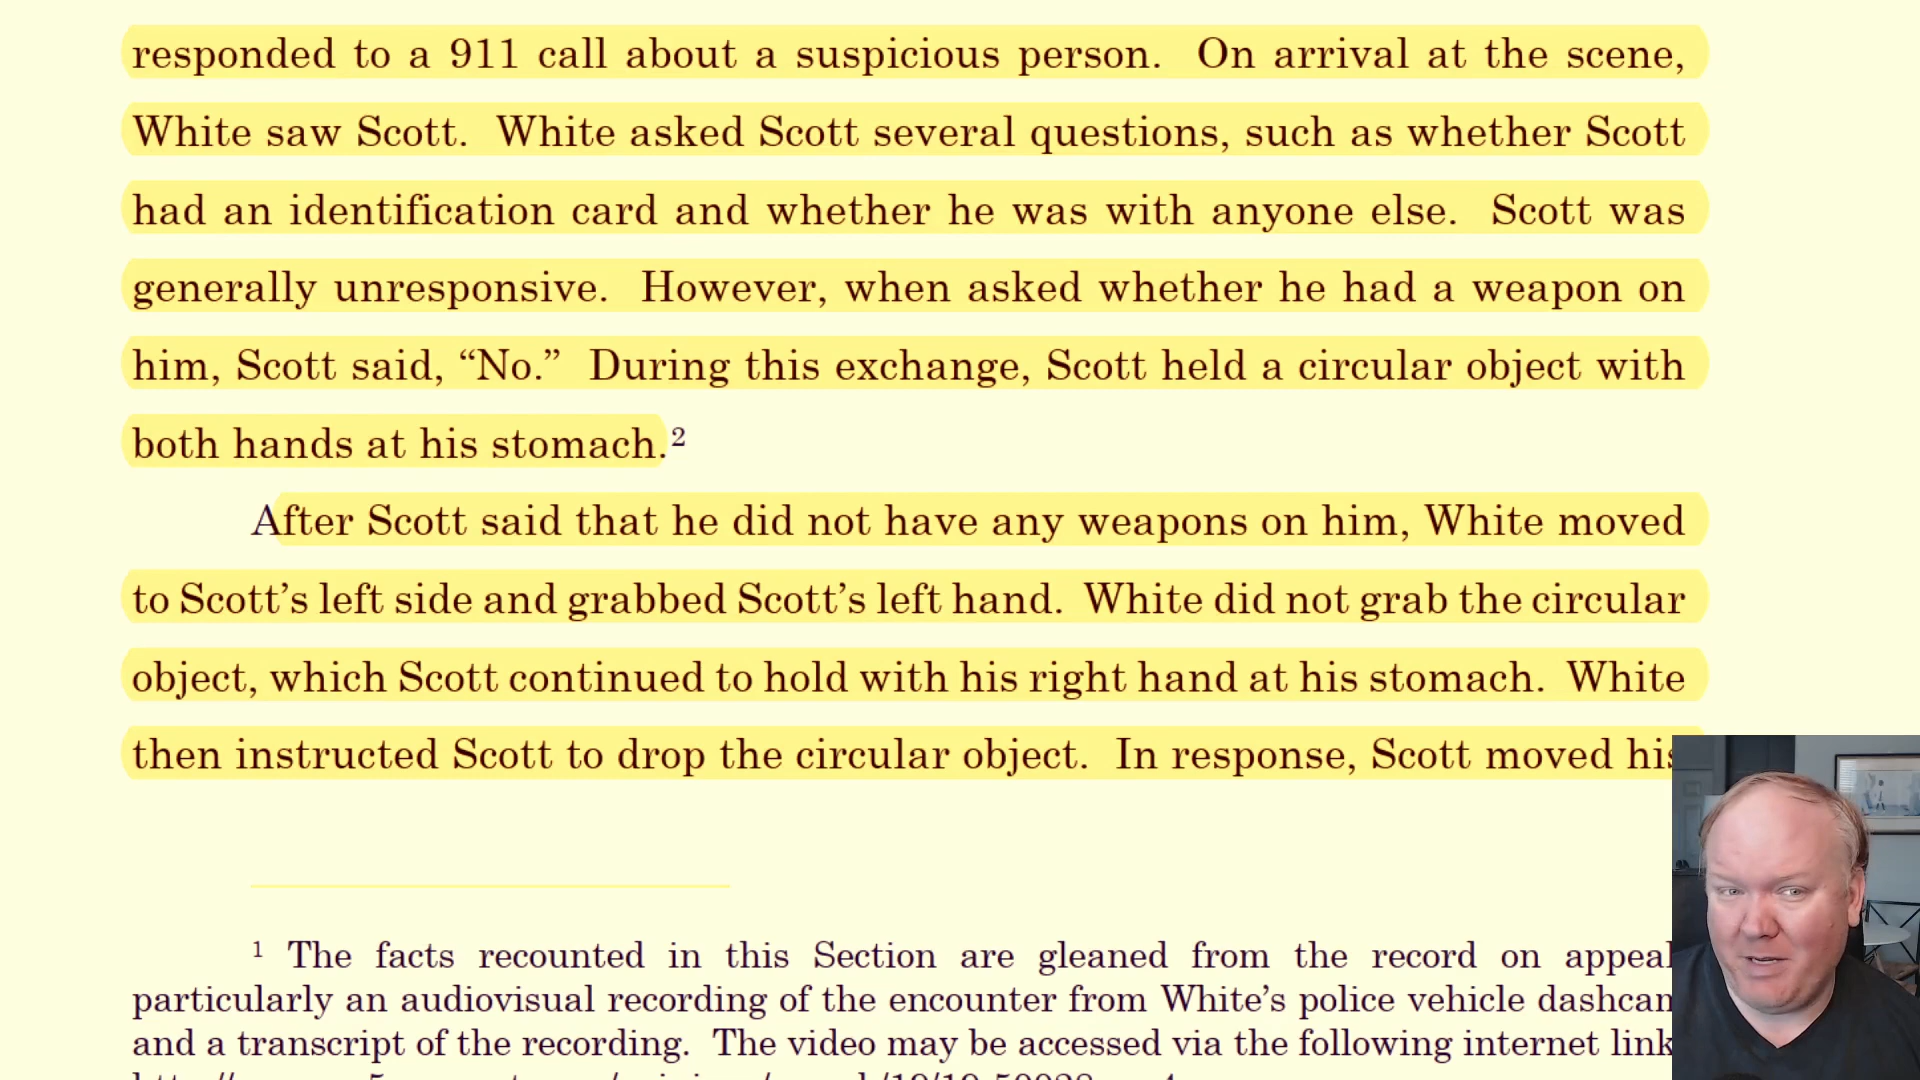 responded to a 911 call about a suspicious person. On arrival at the scene,
White saw Scott. White asked Scott several questions, such as whether Scott
had an identification card and whether he was with anyone else. Scott was
generally unresponsive. However, when asked whether he had a weapon on
him, Scott said, “No.” During this exchange, Scott held a circular object with
both hands at his stomach.²
After Scott said that he did not have any weapons on him, White moved
to Scott’s left side and grabbed Scott’s left hand. White did not grab the circular
object, which Scott continued to hold with his right hand at his stomach. White
then instructed Scott to drop the circular object. In response, Scott moved his
¹ The facts recounted in this Section are gleaned from the record on appeal
particularly an audiovisual recording of the encounter from White’s police vehicle dashcam
and a transcript of the recording. The video may be accessed via the following internet link